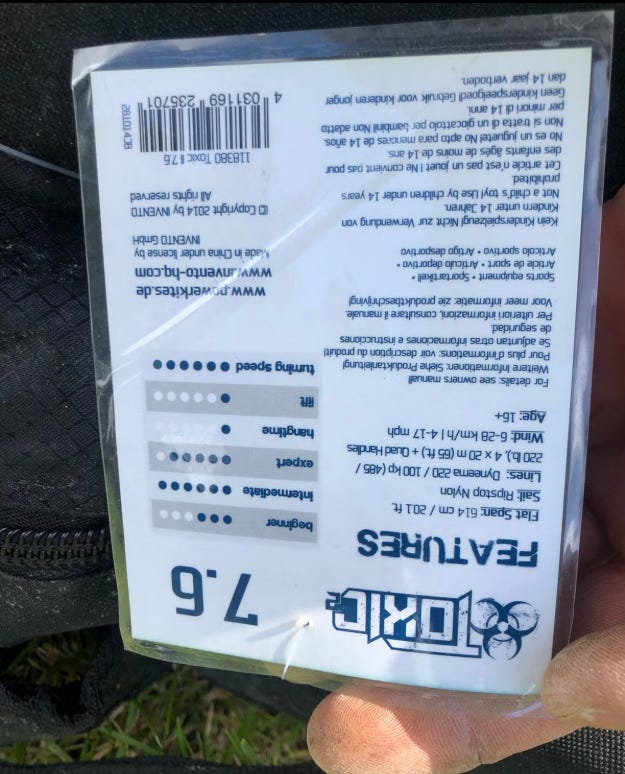 TOXIC2
7.6
FEATURES
Flat Span: 614 cm / 20.1 ft.
Sail: Ripstop Nylon
Lines: Dyneema 220 / 100 kp (485 /
220 lb), 4 x 20 m (65 ft) + Quad Handles
Wind: 6-28 km/h | 4-17 mph
Age: 16+
For details: see owners manual!
Weitere Informationen: Siehe Produktanleitung!
Pour plus d'informations: voir description du produit!
Se adjuntan otras informaciones e instrucciones
de seguridad.
Per ulteriori informazioni, consultare il manuale.
Voor meer informatie: zie produktbeschrijving!
Sports equipment • Sportartikel •
Article de sport • Artículo deportivo •
Articolo sportivo • Artigo desportivo
Kein Kinderspielzeug! Nicht zur Verwendung von
Kindern unter 14 Jahren.
Not a child's toy! Use by children under 14 years
prohibited.
Cet article n'est pas un jouet ! Ne convient pas pour
des enfants âgés de moins de 14 ans.
No es un juguete! No apto para menores de 14 años.
Non si tratta di un giocattolo per bambini! Non adatto
per minori di 14 anni.
Geen kinderspeelgoed! Gebruik voor kinderen jonger
dan 14 jaar verboden.
beginner
intermediate
expert
hangtime
lift
turning speed
www.powerkites.de
www.invento-hq.com
Made in China under license by
INVENTO GmbH
© Copyright 2014 by INVENTO
All rights reserved
118380 Toxic II 7.6
4 031169 235701